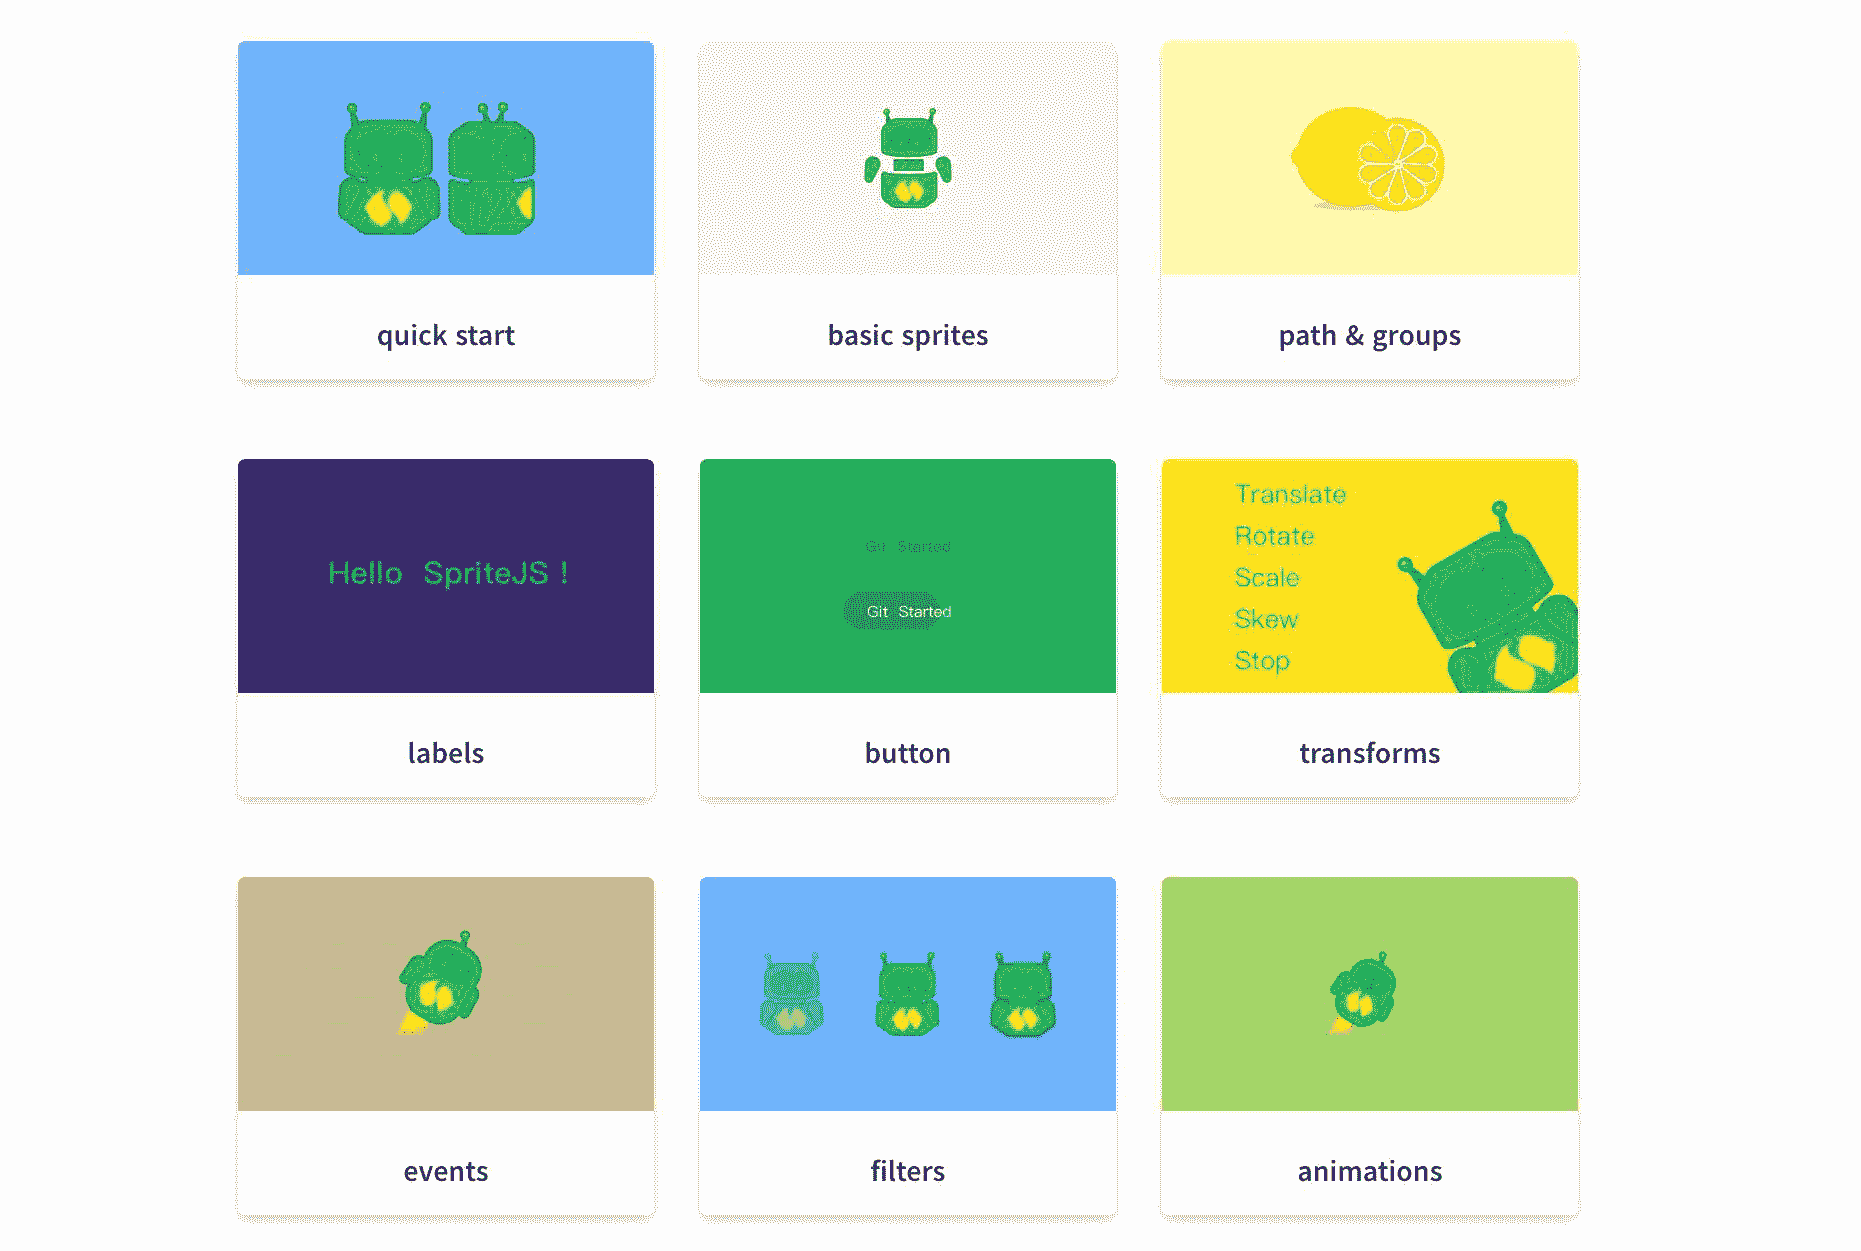 quick start
basic sprites
path & groups
Hello SpriteJS !
labels
Git Started
Git Started
button
Translate
Rotate
Scale
Skew
Stop
transforms
events
filters
animations